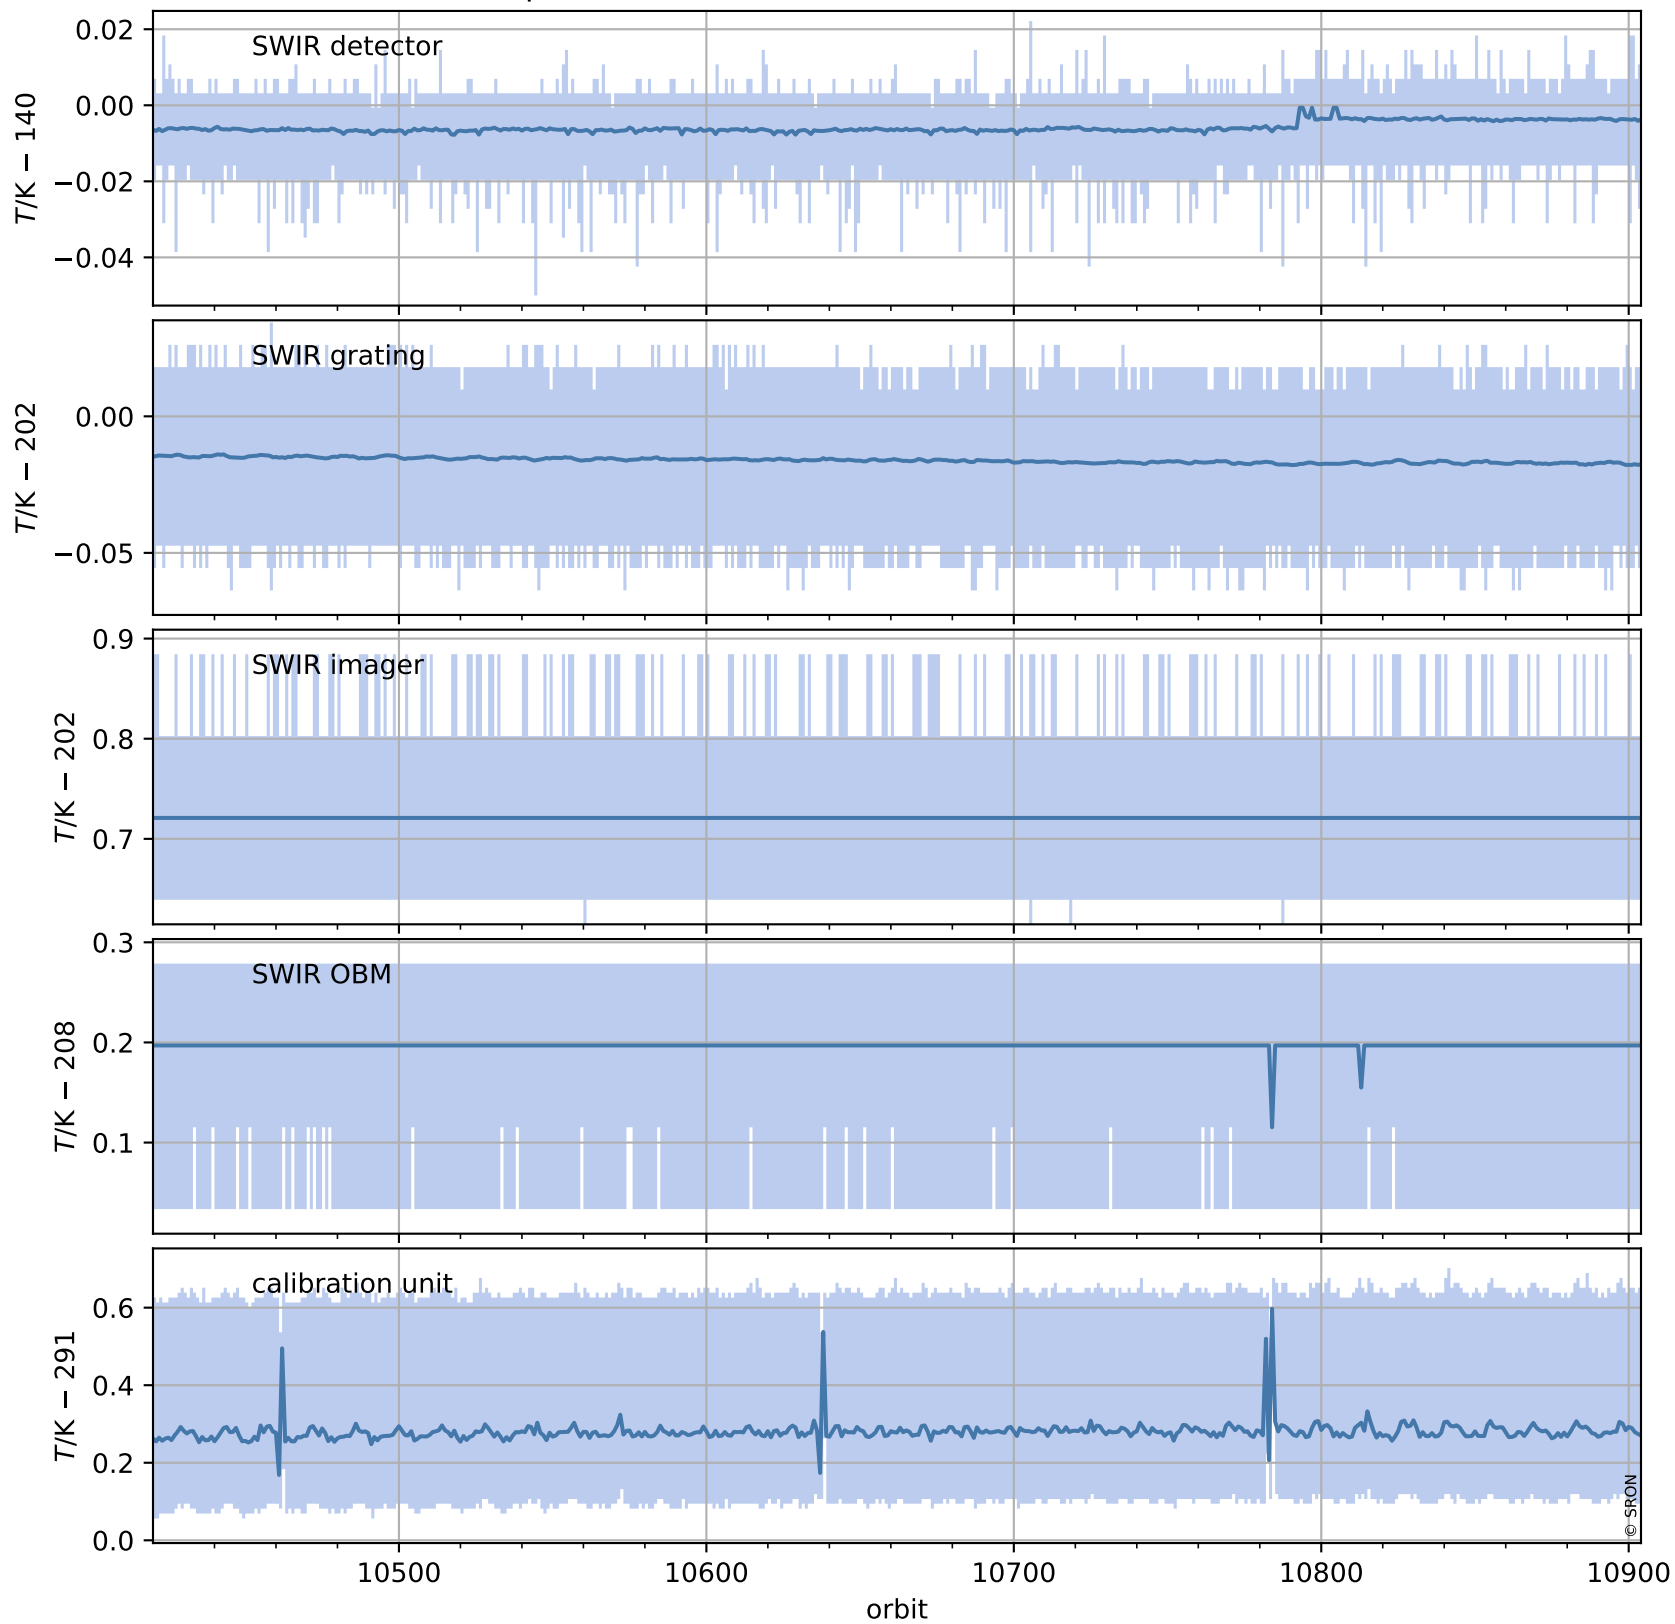 SWIR detector
0.02
0.00
−0.02
−0.04
T/K − 140
SWIR grating
0.00
−0.05
T/K − 202
SWIR imager
0.9
0.8
0.7
T/K − 202
SWIR OBM
0.3
0.2
0.1
T/K − 208
calibration unit
0.6
0.4
0.2
0.0
T/K − 291
© SRON
10500 10600 10700 10800 10900
orbit